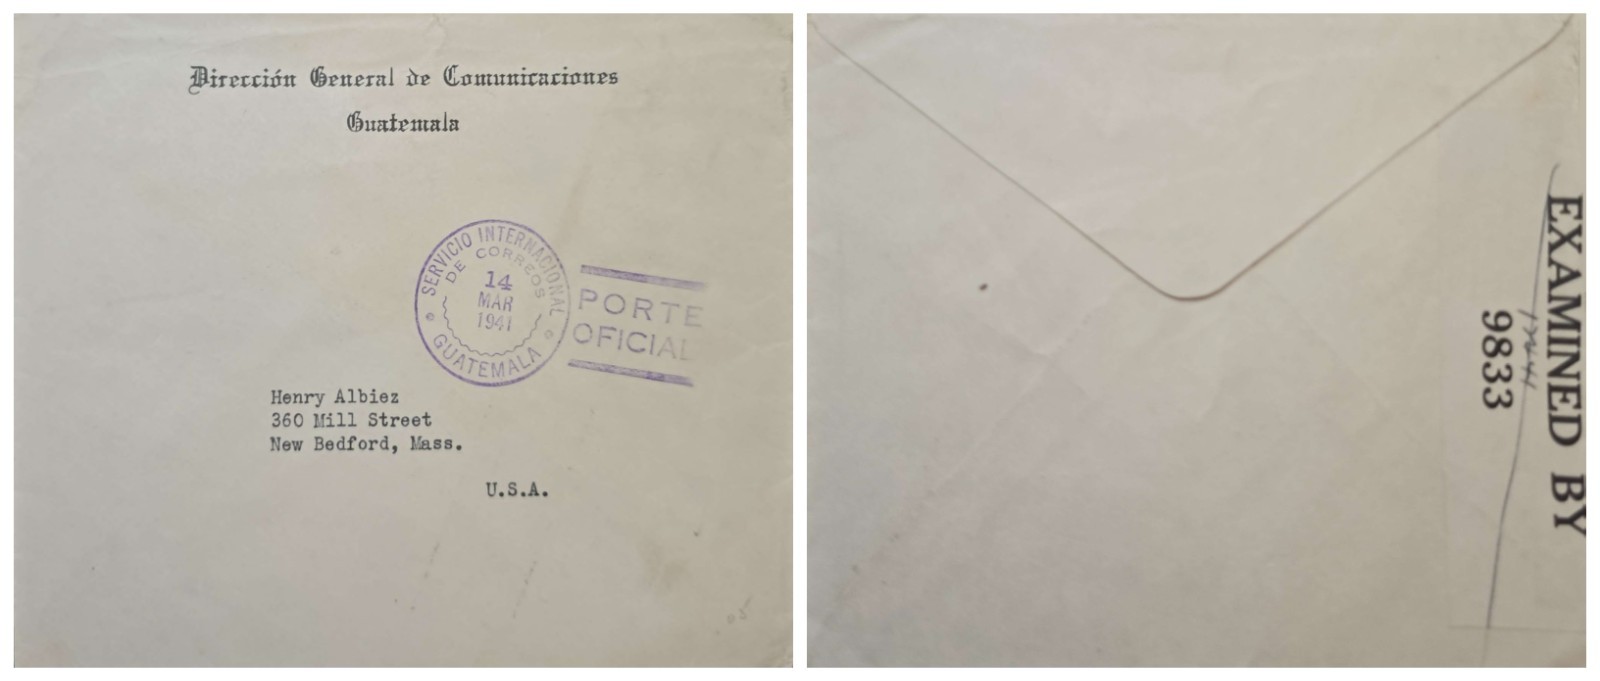 Dirección General de Comunicaciones
Guatemala
SERVICIO INTERNACIONAL
DE CORREOS
14
MAR
1941
GUATEMALA
PORTE
OFICIAL
Henry Albiez
360 Mill Street
New Bedford, Mass.
U.S.A.
EXAMINED BY
9833